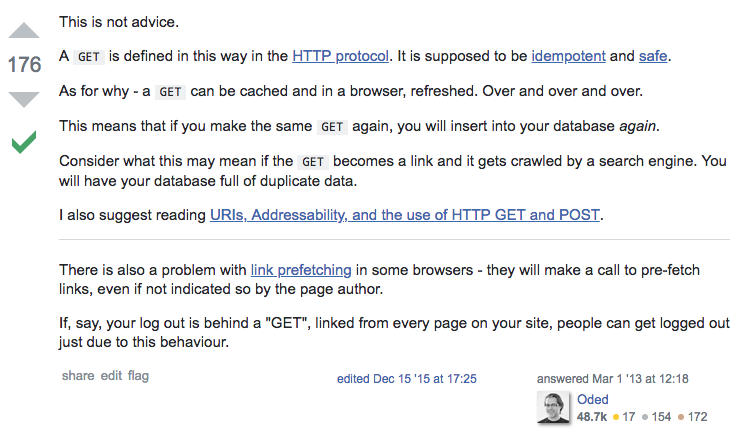 This is not advice.
176
A GET is defined in this way in the HTTP protocol. It is supposed to be idempotent and safe.
As for why - a GET can be cached and in a browser, refreshed. Over and over and over.
This means that if you make the same GET again, you will insert into your database again.
Consider what this may mean if the GET becomes a link and it gets crawled by a search engine. You
will have your database full of duplicate data.
I also suggest reading URIs, Addressability, and the use of HTTP GET and POST.
There is also a problem with link prefetching in some browsers - they will make a call to pre-fetch
links, even if not indicated so by the page author.
If, say, your log out is behind a "GET", linked from every page on your site, people can get logged out
just due to this behaviour.
share edit flag
edited Dec 15 '15 at 17:25
answered Mar 1 '13 at 12:18
Oded
48.7k 17 154 172